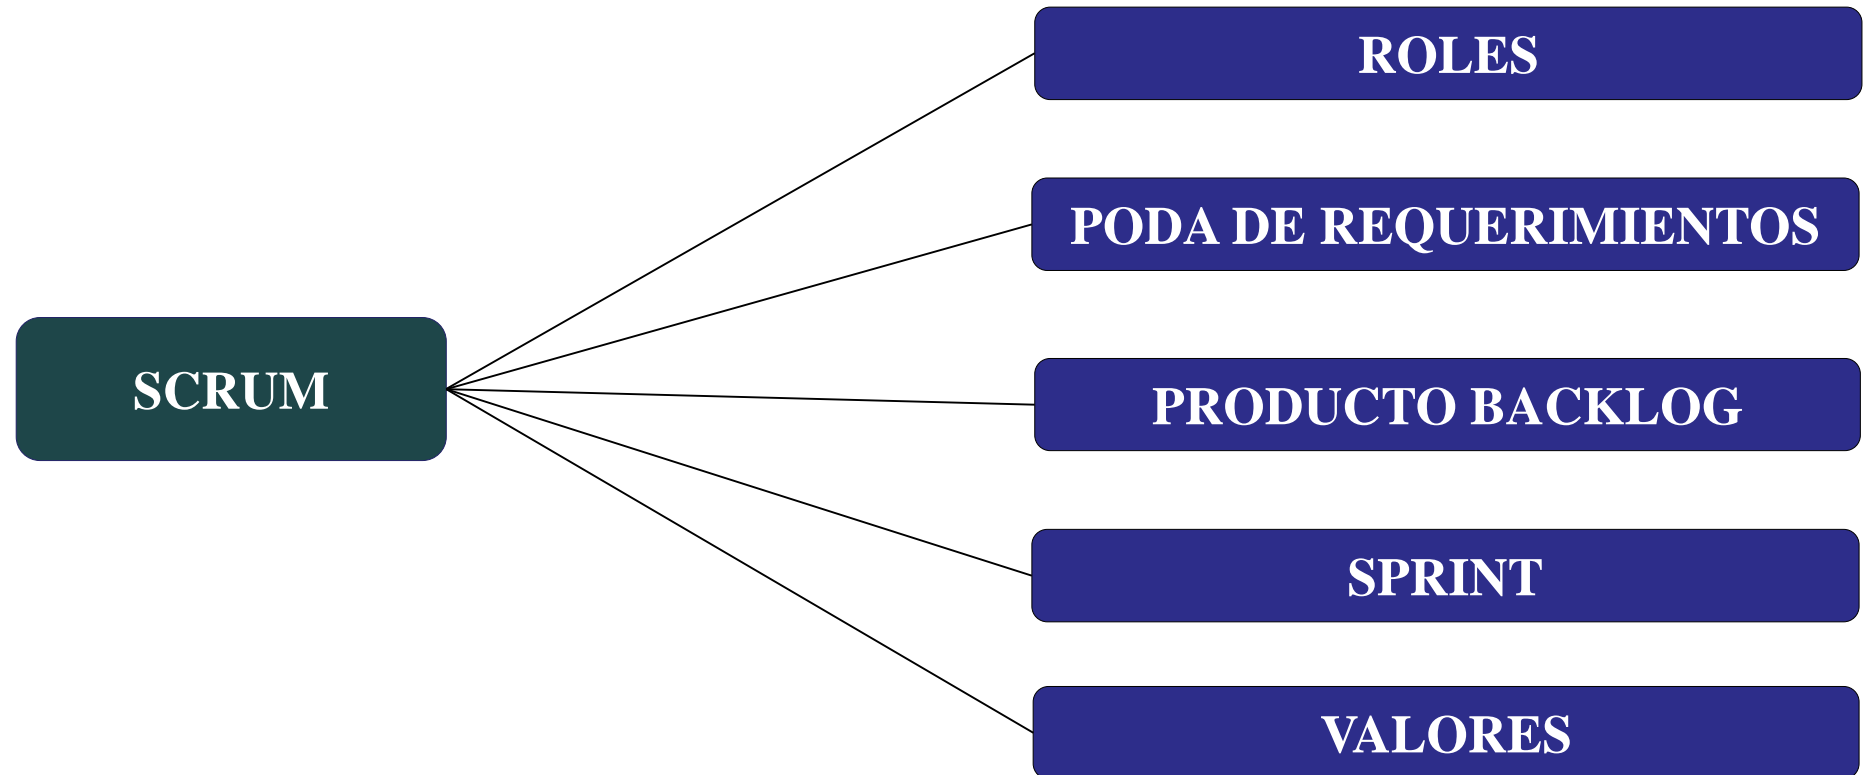 ROLES
PODA DE REQUERIMIENTOS
SCRUM
PRODUCTO BACKLOG
SPRINT
VALORES